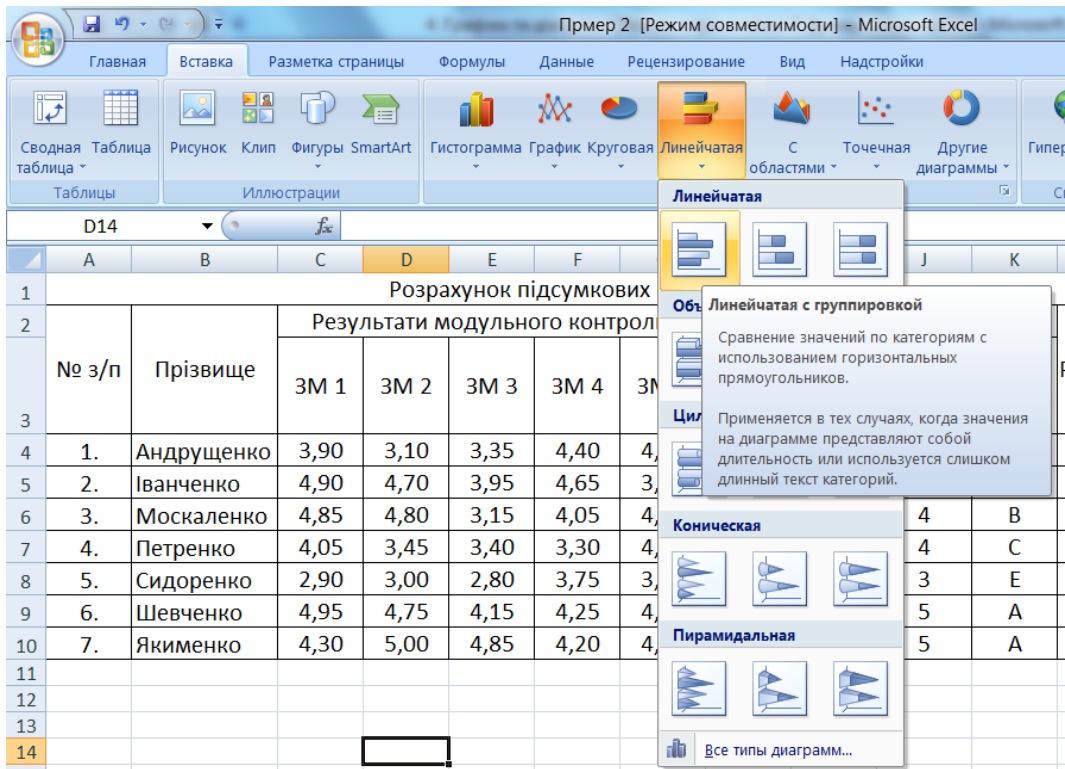 Прмер 2 [Режим совместимости] - Microsoft Excel
Главная Вставка Разметка страницы Формулы Данные Рецензирование Вид Надстройки
Сводная таблица Таблица Рисунок Клип Фигуры SmartArt Гистограмма График Круговая Линейчатая С областями Точечная Другие диаграммы
Таблицы Иллюстрации
Линейчатая
D14 fx
A B C D E F J K
1 Розрахунок підсумкових
2 Результати модульного
3 № з/п Прізвище ЗМ 1 ЗМ 2 ЗМ 3 ЗМ 4
4 1. Андрущенко 3,90 3,10 3,35 4,40
5 2. Іванченко 4,90 4,70 3,95 4,65
6 3. Москаленко 4,85 4,80 3,15 4,05 4 B
7 4. Петренко 4,05 3,45 3,40 3,30 4 C
8 5. Сидоренко 2,90 3,00 2,80 3,75 3 E
9 6. Шевченко 4,95 4,75 4,15 4,25 5 A
10 7. Якименко 4,30 5,00 4,85 4,20 5 A
11
12
13
14
Линейчатая с группировкой
Сравнение значений по категориям с
использованием горизонтальных
прямоугольников.
Применяется в тех случаях, когда значения
на диаграмме представляют собой
длительность или используется слишком
длинный текст категорий.
Коническая
Пирамидальная
Все типы диаграмм...